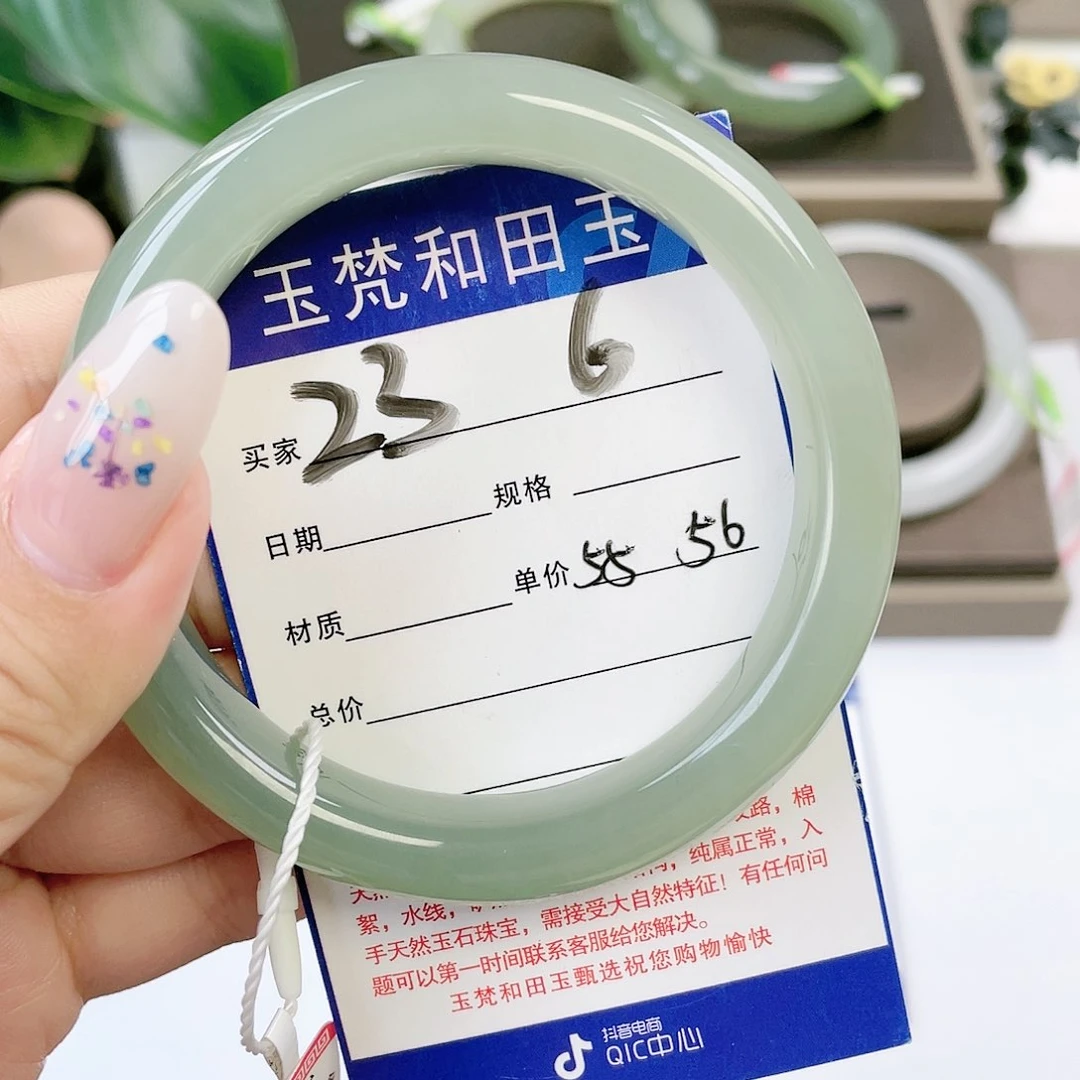 玉梵和田玉
买家 23 6
日期 规格
材质 单价 55 56
总价
路，棉
絮，水线， 纯属正常，入
手天然玉石珠宝，需接受大自然特征！有任何问
题可以第一时间联系客服给您解决。
玉梵和田玉甄选祝您购物愉快
抖音电商
QIC中心